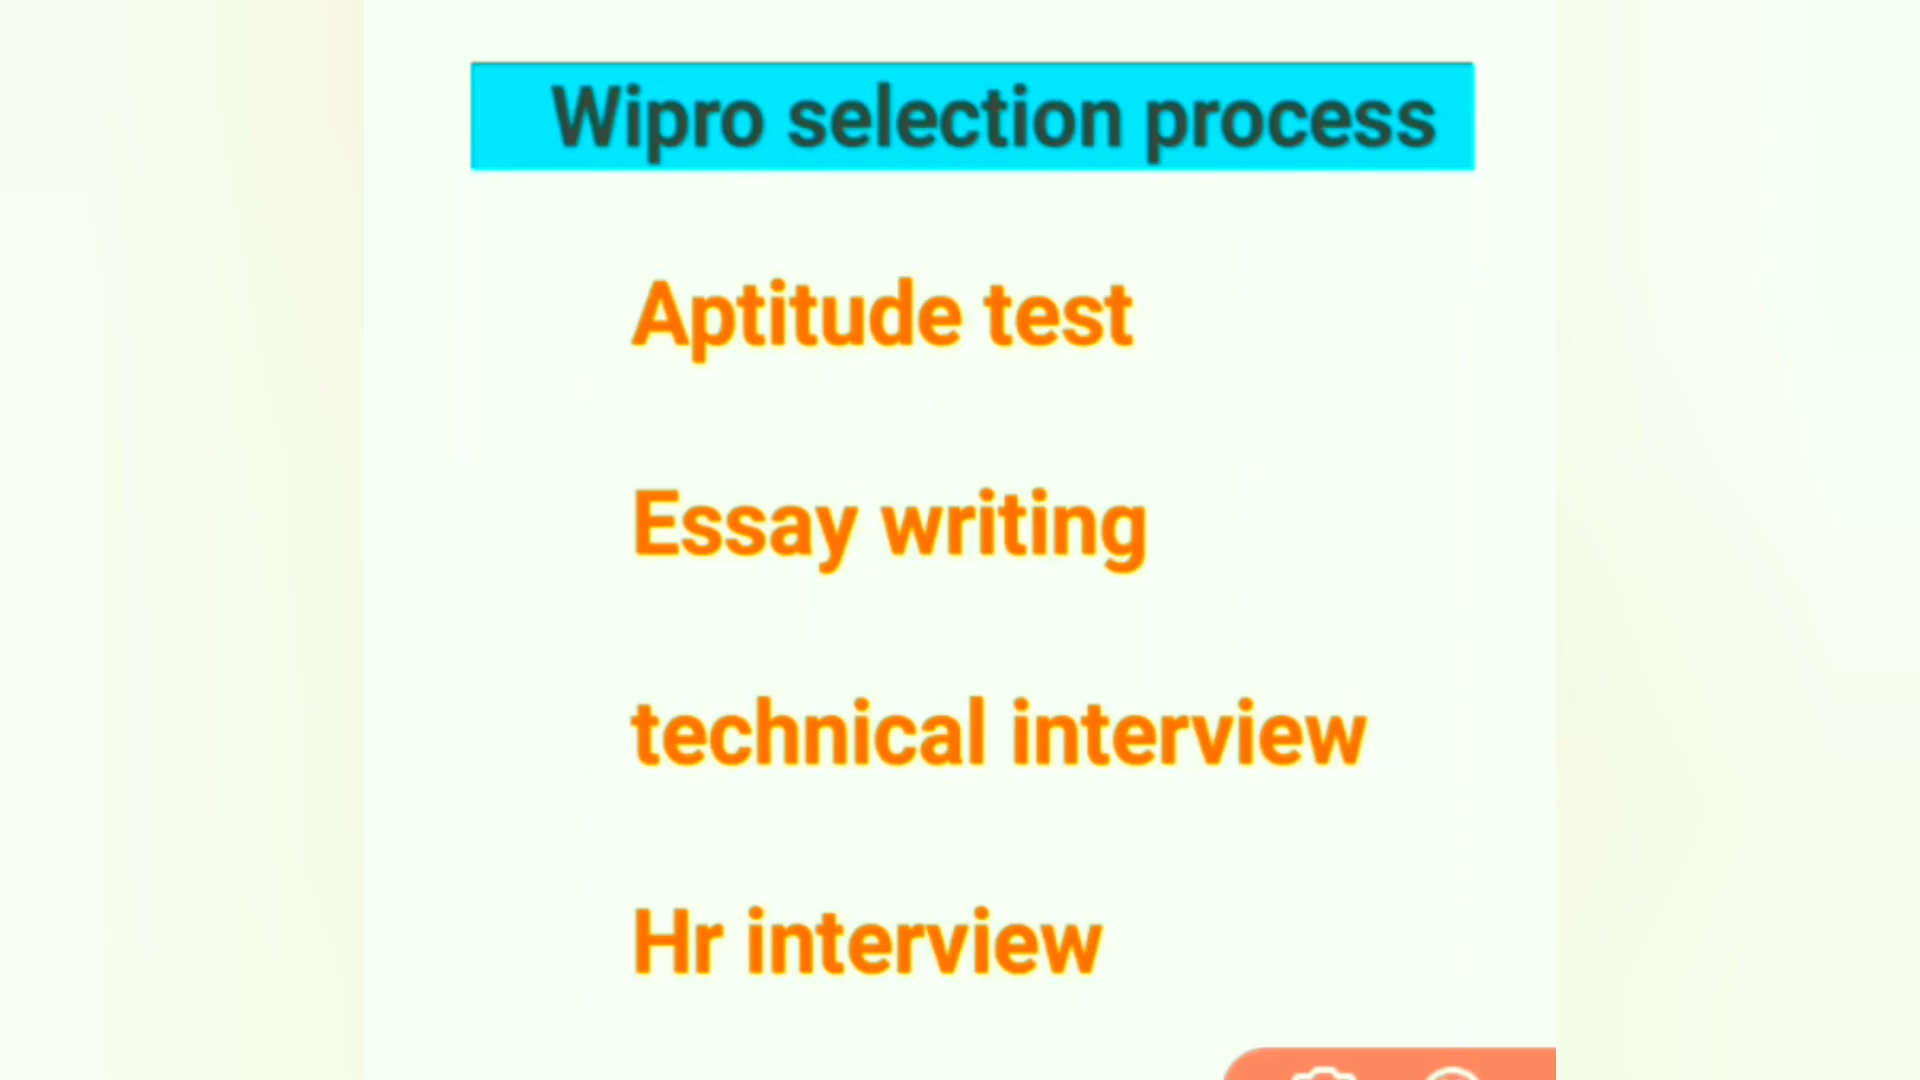 Wipro selection process
Aptitude test
Essay writing
technical interview
Hr interview